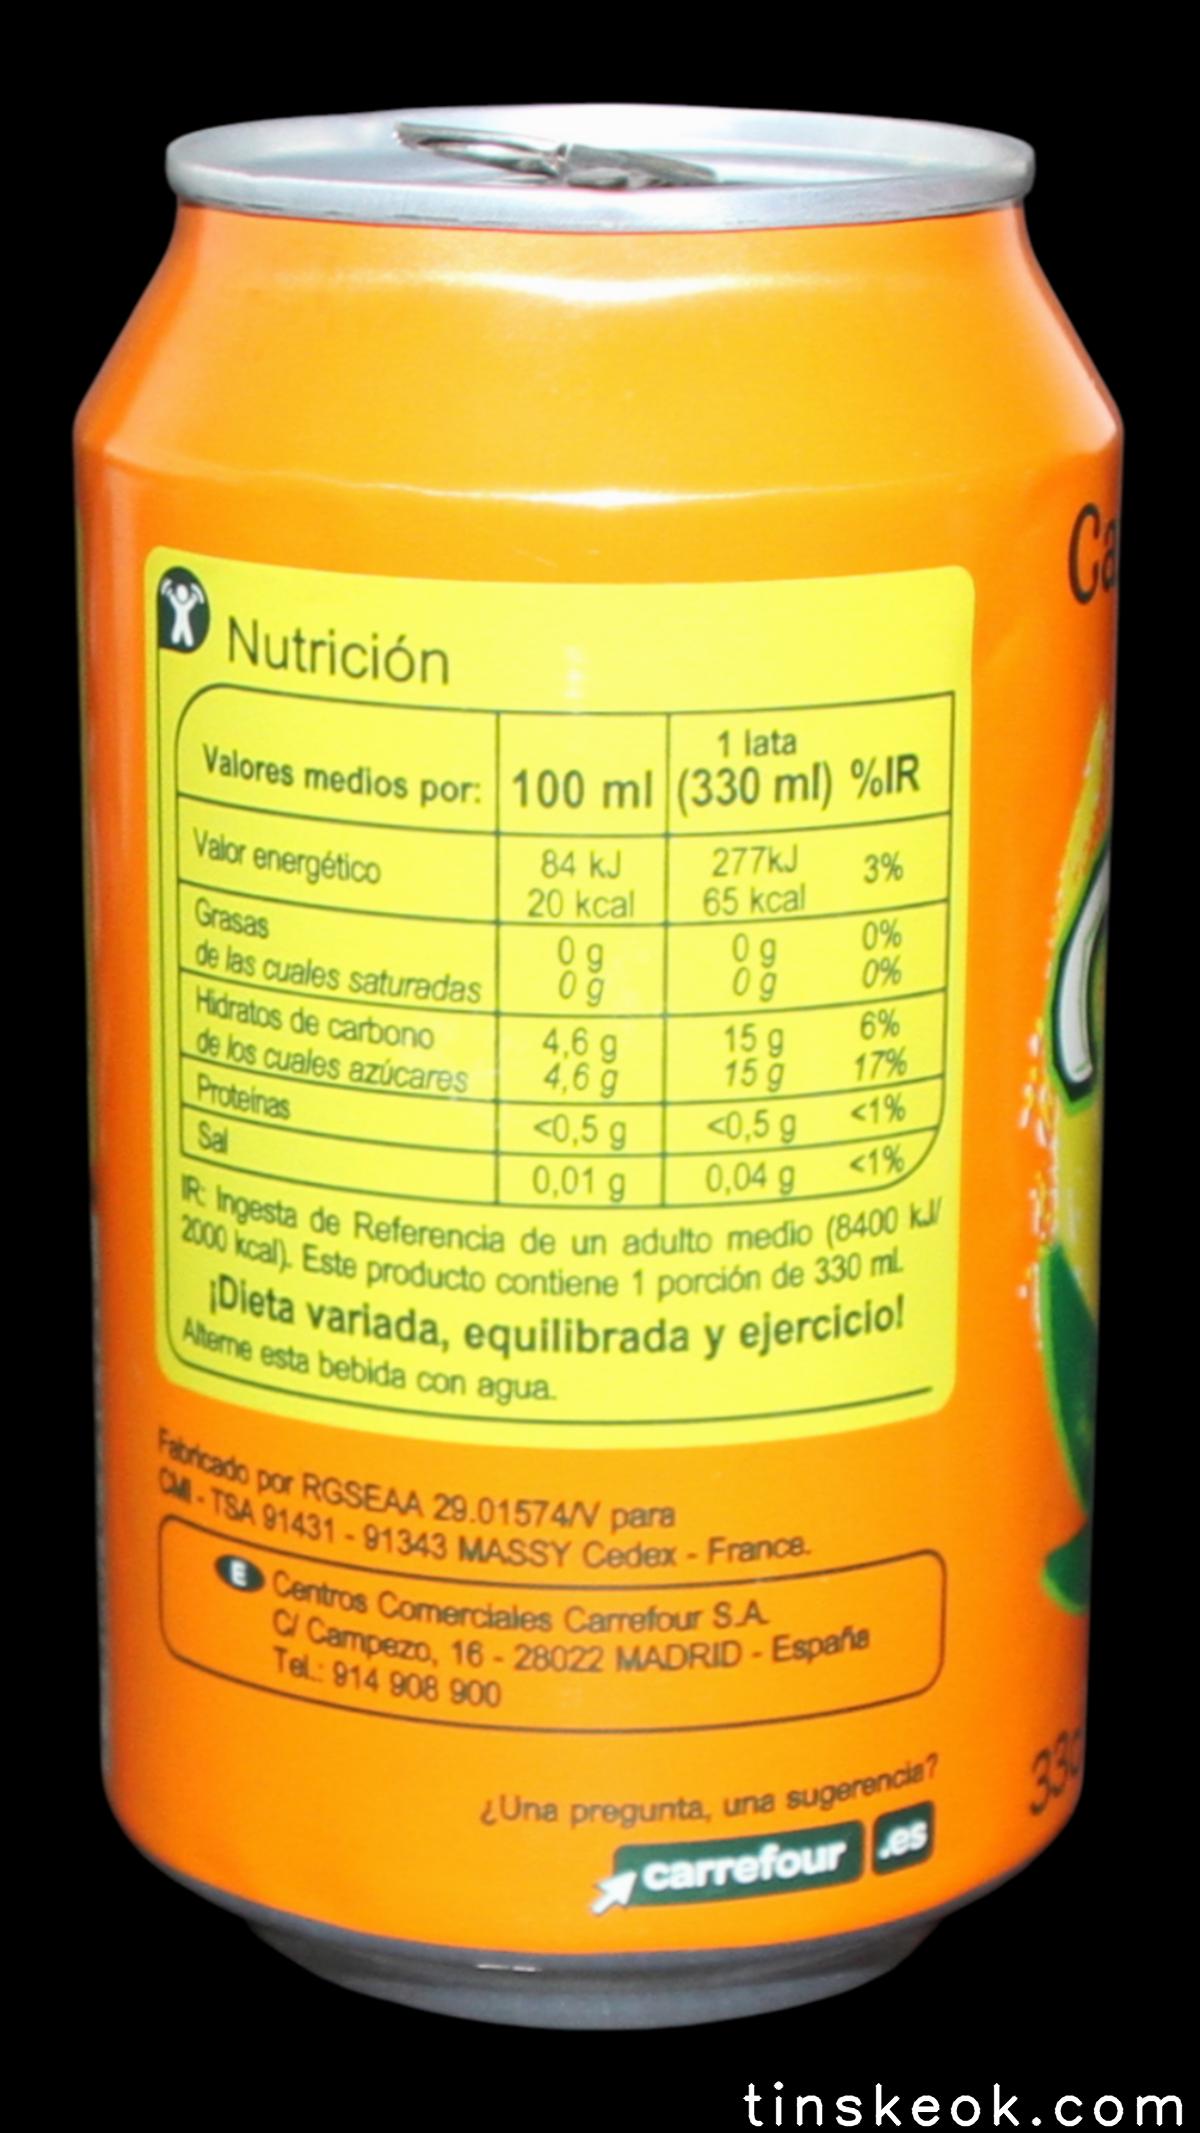 Ca
Nutrición
Valores medios por: 100 ml 1 lata (330 ml) %IR
Valor energético 84 kJ 277kJ 3%
20 kcal 65 kcal
Grasas 0 g 0 g 0%
de las cuales saturadas 0 g 0 g 0%
Hidratos de carbono 4,6 g 15 g 6%
de los cuales azúcares 4,6 g 15 g 17%
Proteínas <0,5 g <0,5 g <1%
Sal 0,01 g 0,04 g <1%
IR: Ingesta de Referencia de un adulto medio (8400 kJ/
2000 kcal). Este producto contiene 1 porción de 330 ml.
¡Dieta variada, equilibrada y ejercicio!
Alterne esta bebida con agua.
Fabricado por RGSEAA 29.01574/V para
CMI - TSA 91431 - 91343 MASSY Cedex - France.
E Centros Comerciales Carrefour S.A.
C/ Campezo, 16 - 28022 MADRID - España
Tel.: 914 908 900
¿Una pregunta, una sugerencia?
carrefour .es
330
tinskeok.com